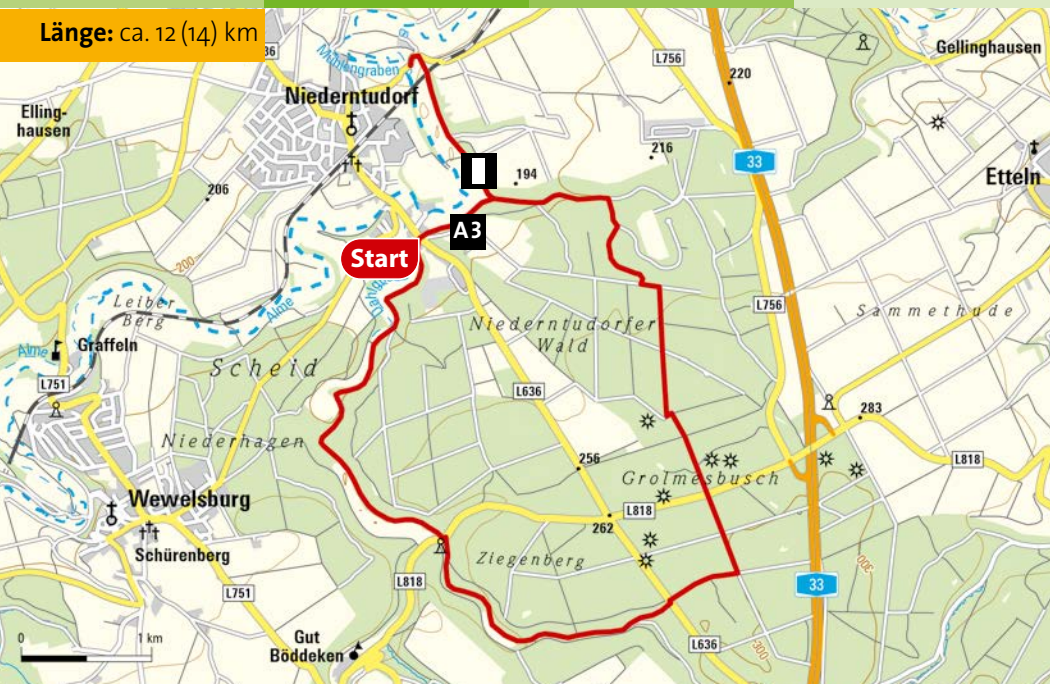 Länge: ca. 12 (14) km
Mühlengraben
Niederntudorf
L756
220
Gellinghausen
Elling-
hausen
216
33
Etteln
194
206
A3
Start
200
Leiber
Berg
Alme
L756
Sammethude
Niederntudorfer
Wald
Alme
Graffeln
Scheid
L751
L636
283
Niederhagen
256
L818
Grolmesbusch
Wewelsburg
L818
262
Schürenberg
Ziegenberg
300
L818
33
L751
0
1 km
Gut
Böddeken
L636
300